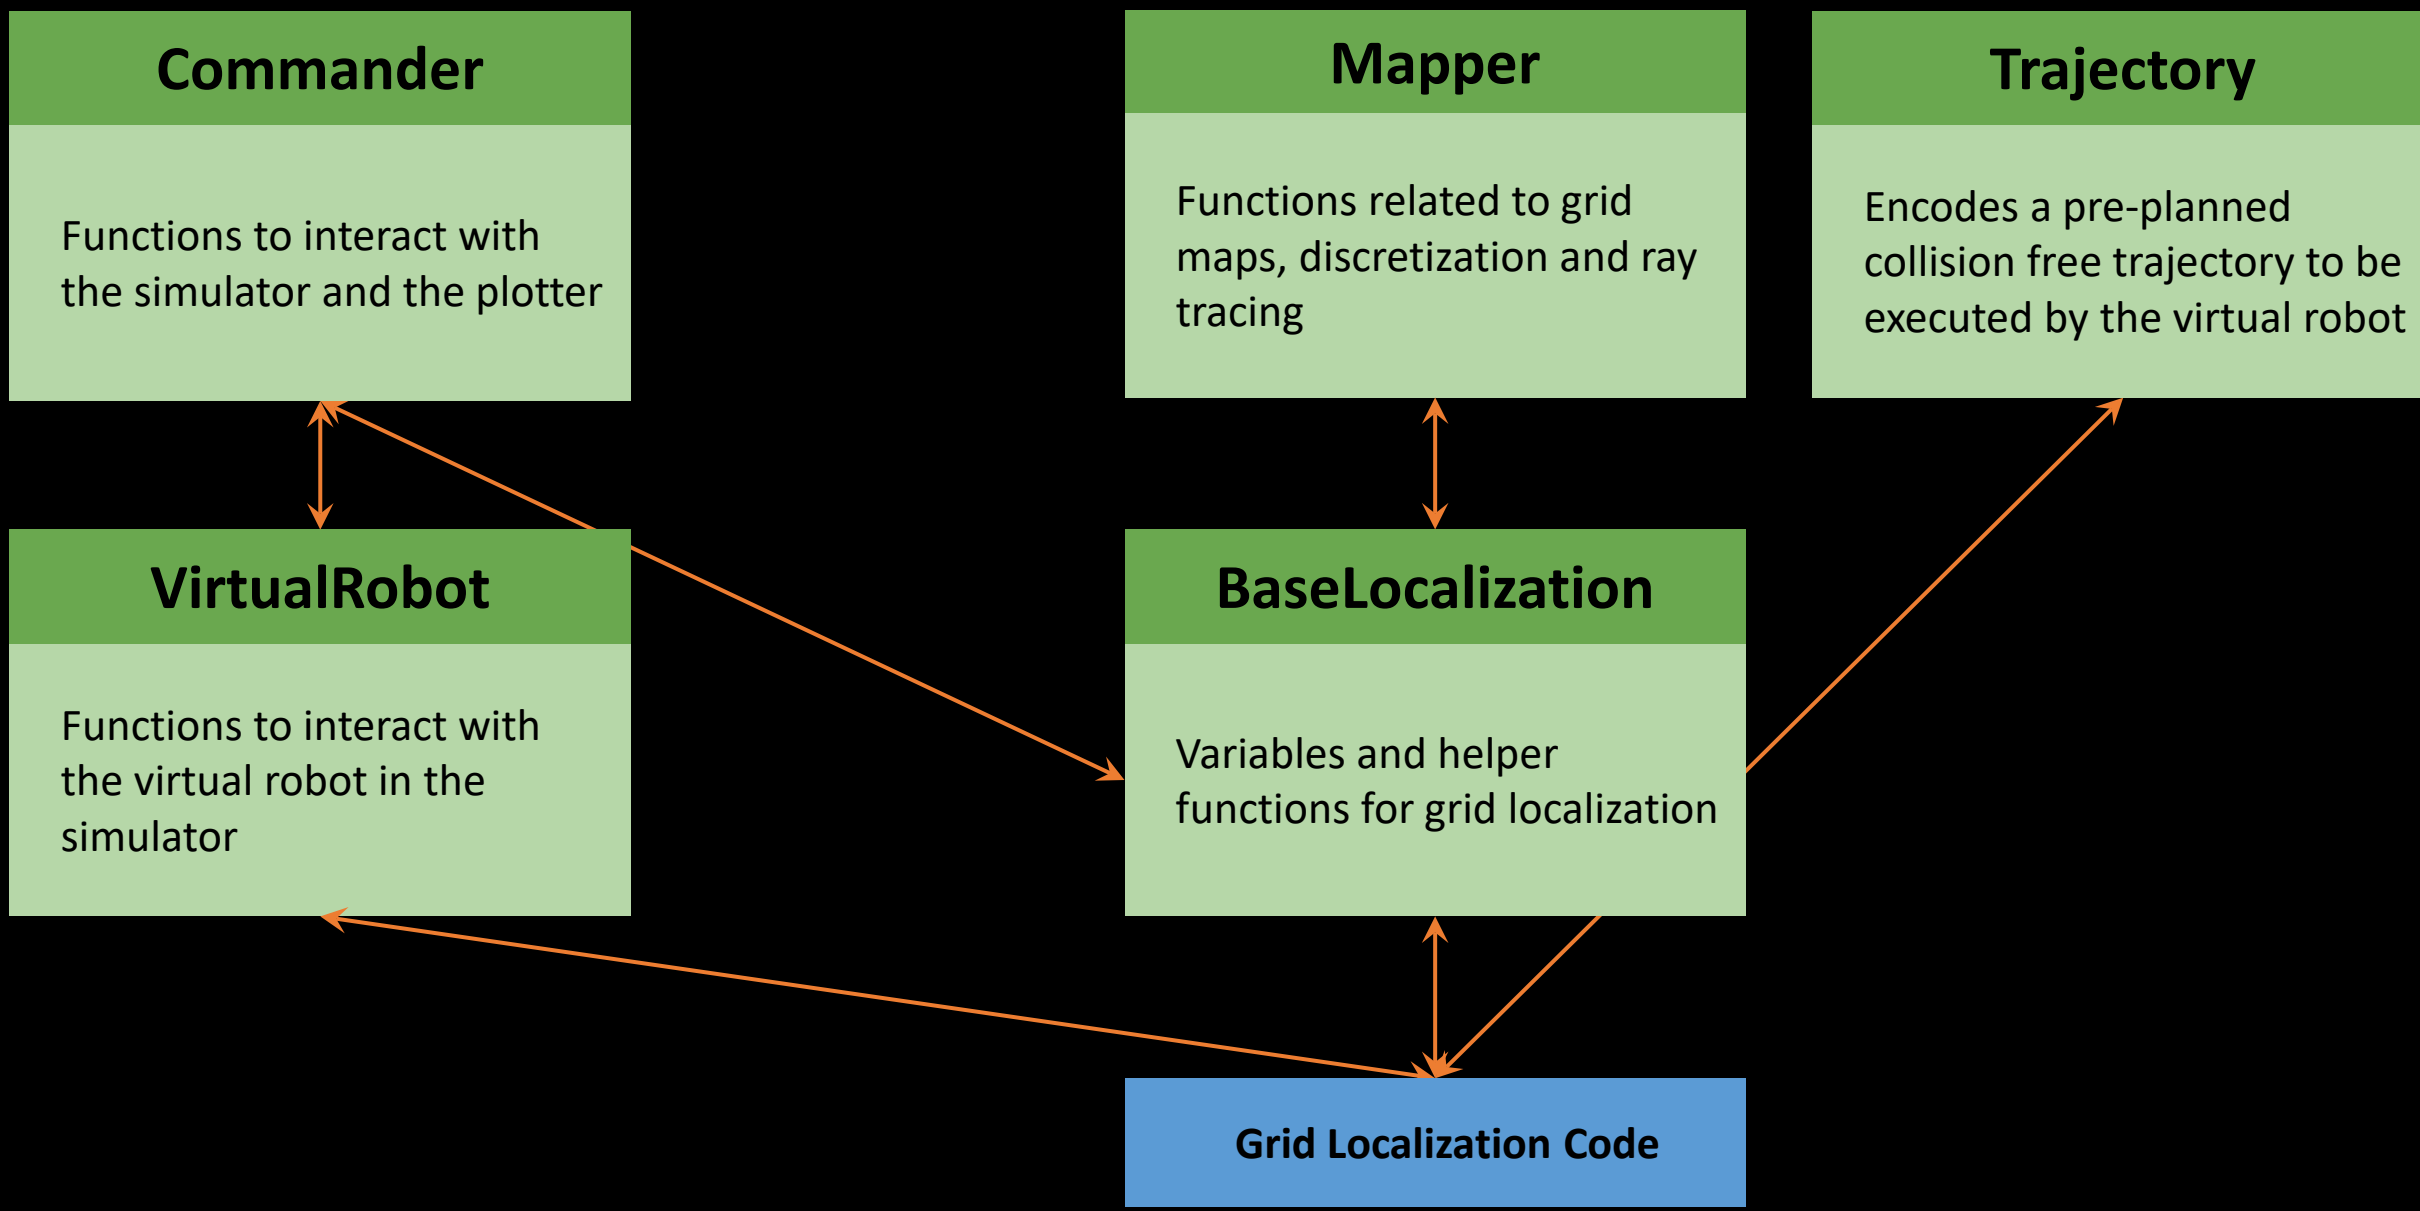 Commander
Functions to interact with
the simulator and the plotter
Mapper
Functions related to grid
maps, discretization and ray
tracing
Trajectory
Encodes a pre-planned
collision free trajectory to be
executed by the virtual robot
VirtualRobot
Functions to interact with
the virtual robot in the
simulator
BaseLocalization
Variables and helper
functions for grid localization
Grid Localization Code